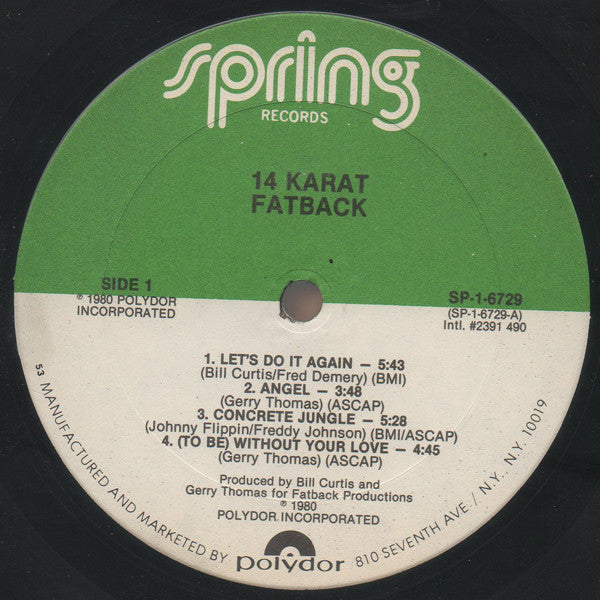 spring
RECORDS
14 KARAT
FATBACK
SIDE 1
℗ 1980 POLYDOR
INCORPORATED
SP-1-6729
(SP-1-6729-A)
Intl. #2391 490
1. LET'S DO IT AGAIN – 5:43
(Bill Curtis/Fred Demery) (BMI)
2. ANGEL – 3:48
(Gerry Thomas) (ASCAP)
3. CONCRETE JUNGLE – 5:28
(Johnny Flippin/Freddy Johnson) (BMI/ASCAP)
4. (TO BE) WITHOUT YOUR LOVE – 4:45
(Gerry Thomas) (ASCAP)
Produced by Bill Curtis and
Gerry Thomas for Fatback Productions
℗ 1980
POLYDOR INCORPORATED
53 MANUFACTURED AND MARKETED BY polydor 810 SEVENTH AVE / N.Y., N.Y. 10019